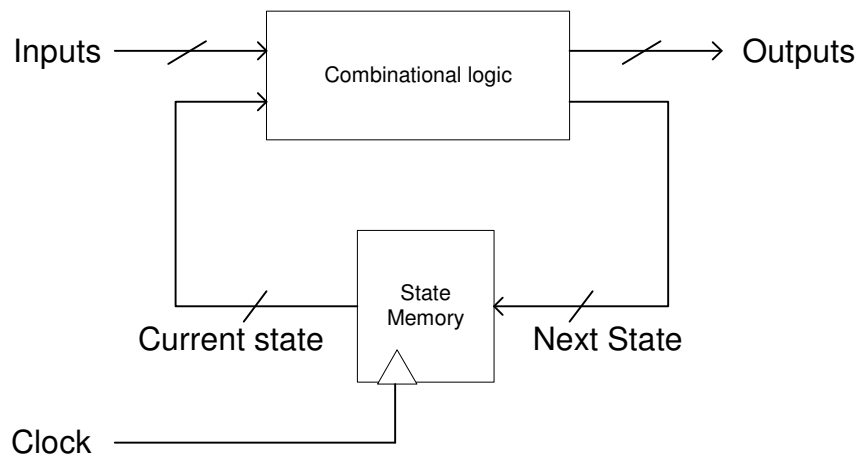 Inputs
Combinational logic
Outputs
State
Memory
Current state
Next State
Clock